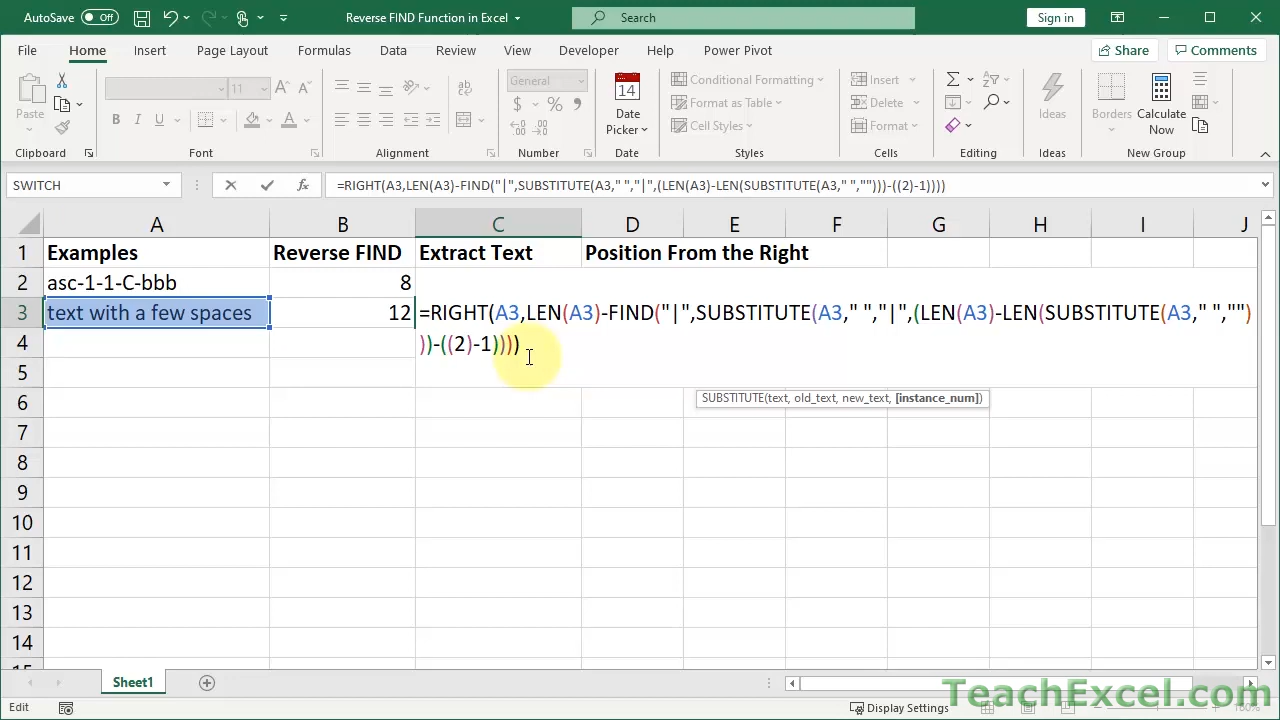 AutoSave Off Reverse FIND Function in Excel Search Sign in
File Home Insert Page Layout Formulas Data Review View Developer Help Power Pivot Share Comments
Paste 11 General Conditional Formatting Insert
B I U $ % Format as Table Delete
Cell Styles Format
14 Date Picker Ideas Borders Calculate Now
Clipboard Font Alignment Number Date Styles Cells Editing Ideas New Group
SWITCH fx =RIGHT(A3,LEN(A3)-FIND("|",SUBSTITUTE(A3," ","|",(LEN(A3)-LEN(SUBSTITUTE(A3," ","")))-((2)-1))))
A B C D E F G H I J
1 Examples Reverse FIND Extract Text Position From the Right
2 asc-1-1-C-bbb 8
3 text with a few spaces 12 =RIGHT(A3,LEN(A3)-FIND("|",SUBSTITUTE(A3," ","|",(LEN(A3)-LEN(SUBSTITUTE(A3," ","")
4 ))-((2)-1))))
5
SUBSTITUTE(text, old_text, new_text, [instance_num])
6
7
8
9
10
11
12
13
14
15
Sheet1
TeachExcel.com
Edit Display Settings 160%